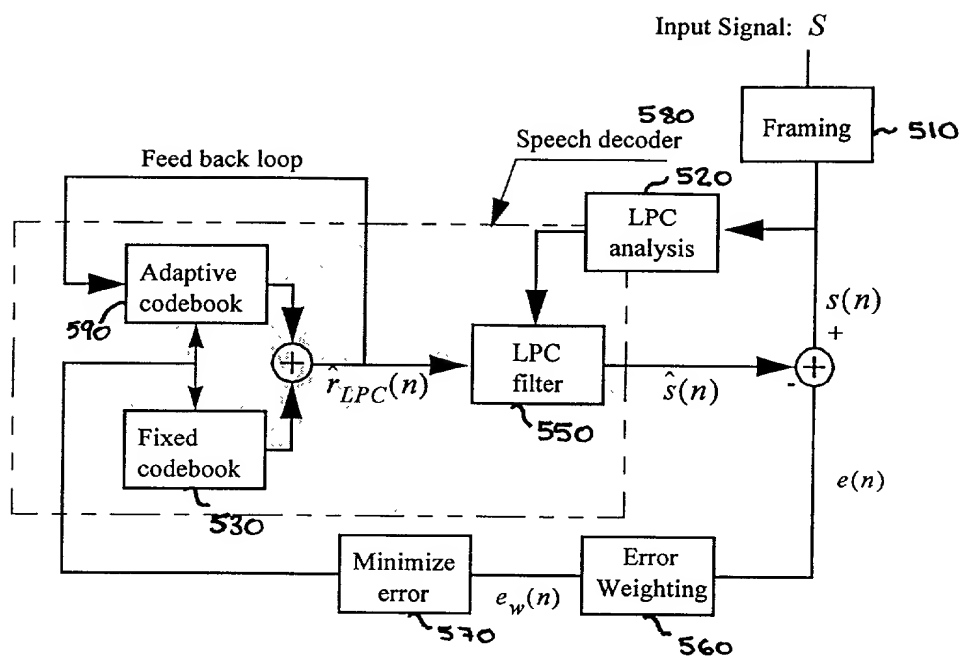 Input Signal: S
Framing
510
580
Speech decoder
Feed back loop
520
LPC
analysis
Adaptive
codebook
590
s(n)
+
+
r̂_{LPC}(n)
LPC
filter
550
ŝ(n)
+
-
Fixed
codebook
530
e(n)
Minimize
error
570
e_w(n)
Error
Weighting
560